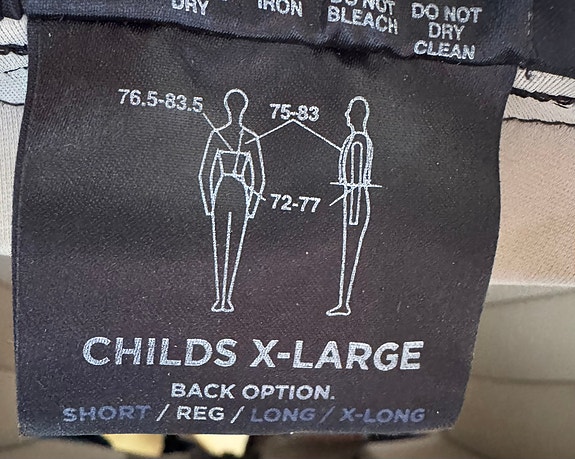 DRY
IRON
DO NOT
BLEACH
DO NOT
DRY
CLEAN
76.5-83.5
75-83
72-77
CHILDS X-LARGE
BACK OPTION.
SHORT / REG / LONG / X-LONG